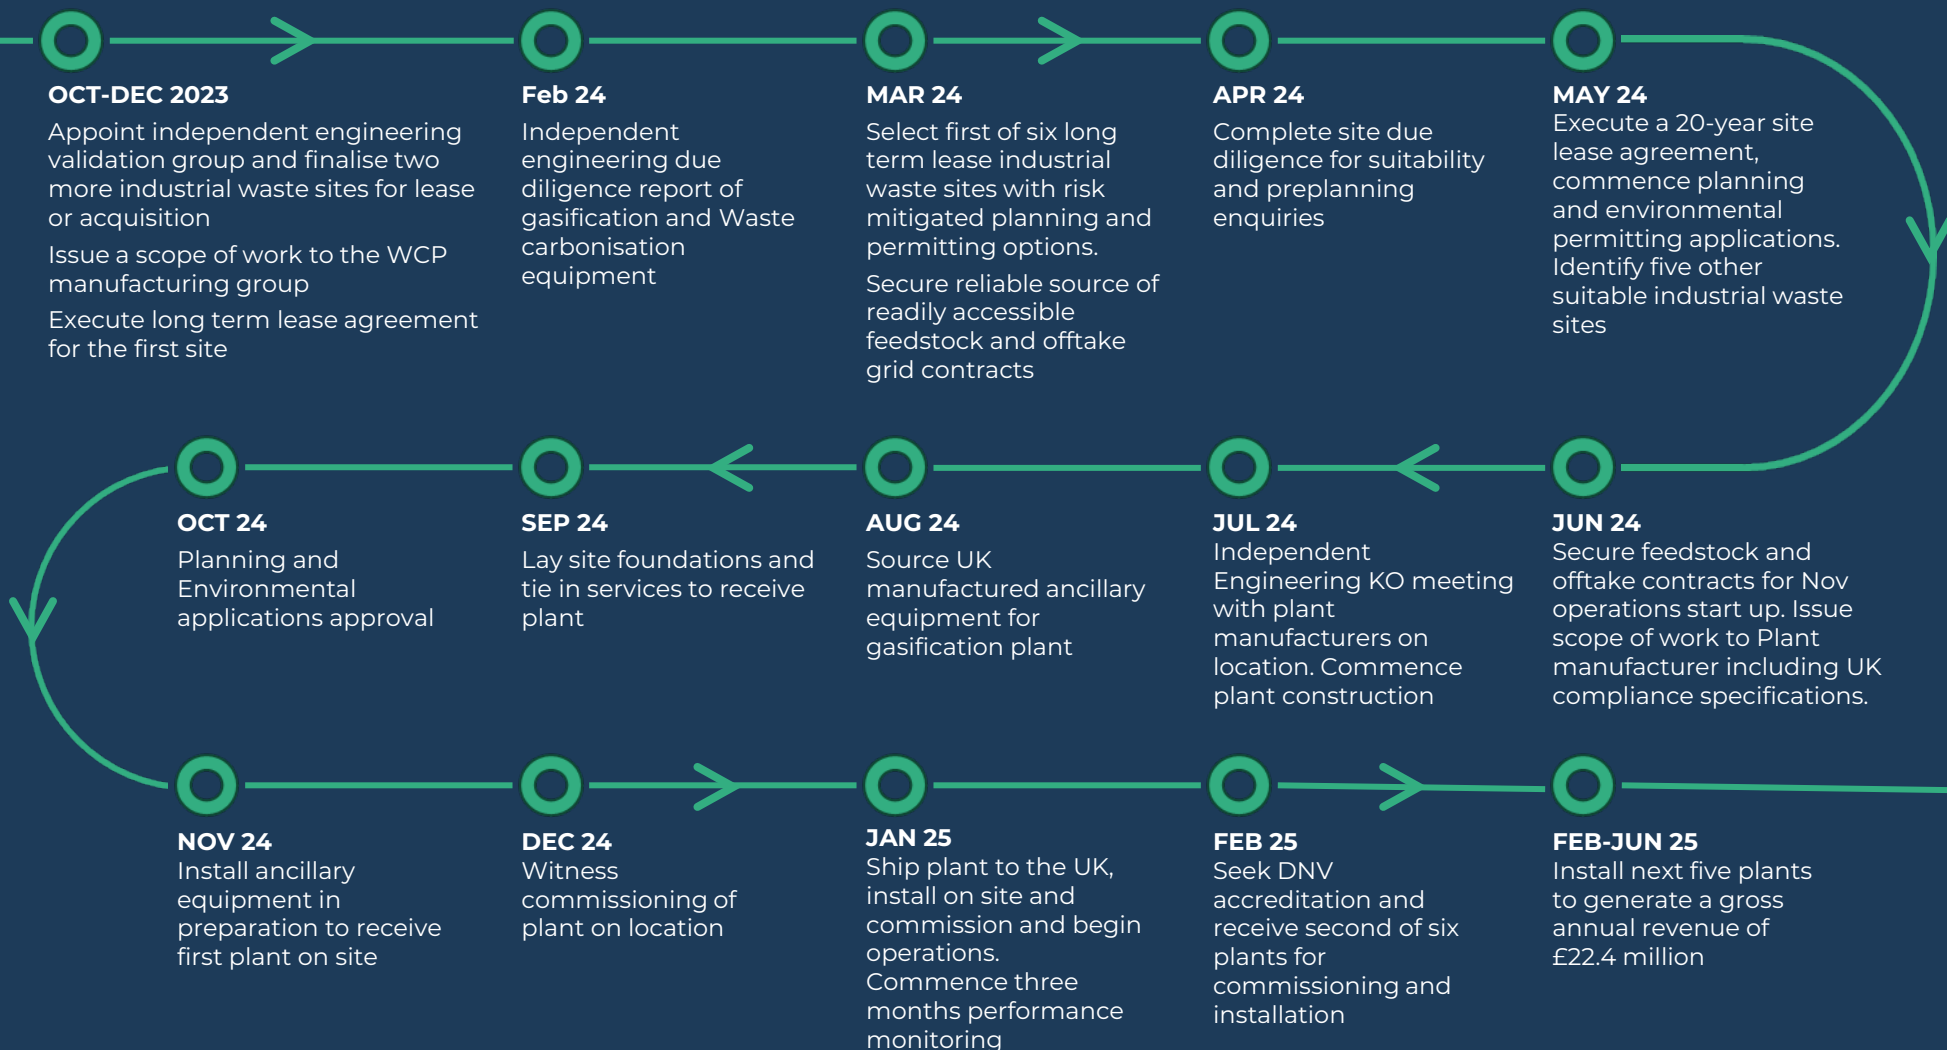 OCT-DEC 2023
Appoint independent engineering
validation group and finalise two
more industrial waste sites for lease
or acquisition
Issue a scope of work to the WCP
manufacturing group
Execute long term lease agreement
for the first site
Feb 24
Independent
engineering due
diligence report of
gasification and Waste
carbonisation
equipment
MAR 24
Select first of six long
term lease industrial
waste sites with risk
mitigated planning and
permitting options.
Secure reliable source of
readily accessible
feedstock and offtake
grid contracts
APR 24
Complete site due
diligence for suitability
and preplanning
enquiries
MAY 24
Execute a 20-year site
lease agreement,
commence planning
and environmental
permitting applications.
Identify five other
suitable industrial waste
sites
JUN 24
Secure feedstock and
offtake contracts for Nov
operations start up. Issue
scope of work to Plant
manufacturer including UK
compliance specifications.
JUL 24
Independent
Engineering KO meeting
with plant
manufacturers on
location. Commence
plant construction
AUG 24
Source UK
manufactured ancillary
equipment for
gasification plant
SEP 24
Lay site foundations and
tie in services to receive
plant
OCT 24
Planning and
Environmental
applications approval
NOV 24
Install ancillary
equipment in
preparation to receive
first plant on site
DEC 24
Witness
commissioning of
plant on location
JAN 25
Ship plant to the UK,
install on site and
commission and begin
operations.
Commence three
months performance
monitoring
FEB 25
Seek DNV
accreditation and
receive second of six
plants for
commissioning and
installation
FEB-JUN 25
Install next five plants
to generate a gross
annual revenue of
£22.4 million